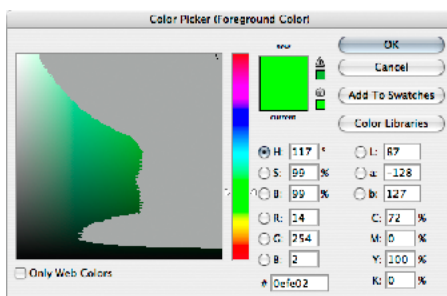 Color Picker (Foreground Color)
new
OK
Cancel
Add To Swatches
current
Color Libraries
H: 117 °
L: 87
S: 99 %
a: -128
B: 99 %
b: 127
R: 14
C: 72 %
G: 254
M: 0 %
B: 2
Y: 100 %
Only Web Colors
# 0efe02
K: 0 %